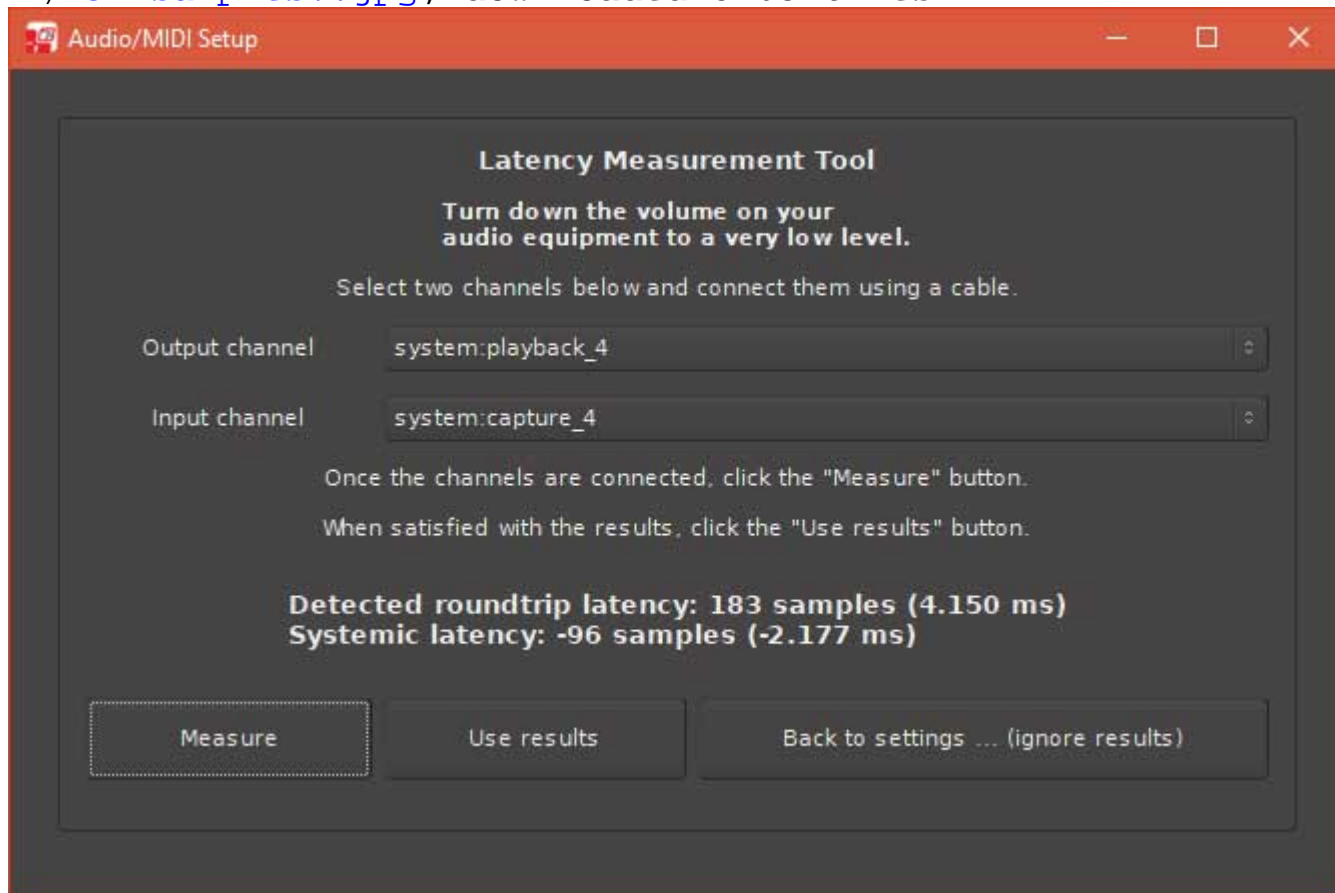 Audio/MIDI Setup
Latency Measurement Tool
Turn down the volume on your
audio equipment to a very low level.
Select two channels below and connect them using a cable.
Output channel system:playback_4
Input channel system:capture_4
Once the channels are connected, click the "Measure" button.
When satisfied with the results, click the "Use results" button.
Detected roundtrip latency: 183 samples (4.150 ms)
Systemic latency: -96 samples (-2.177 ms)
Measure Use results Back to settings ... (ignore results)